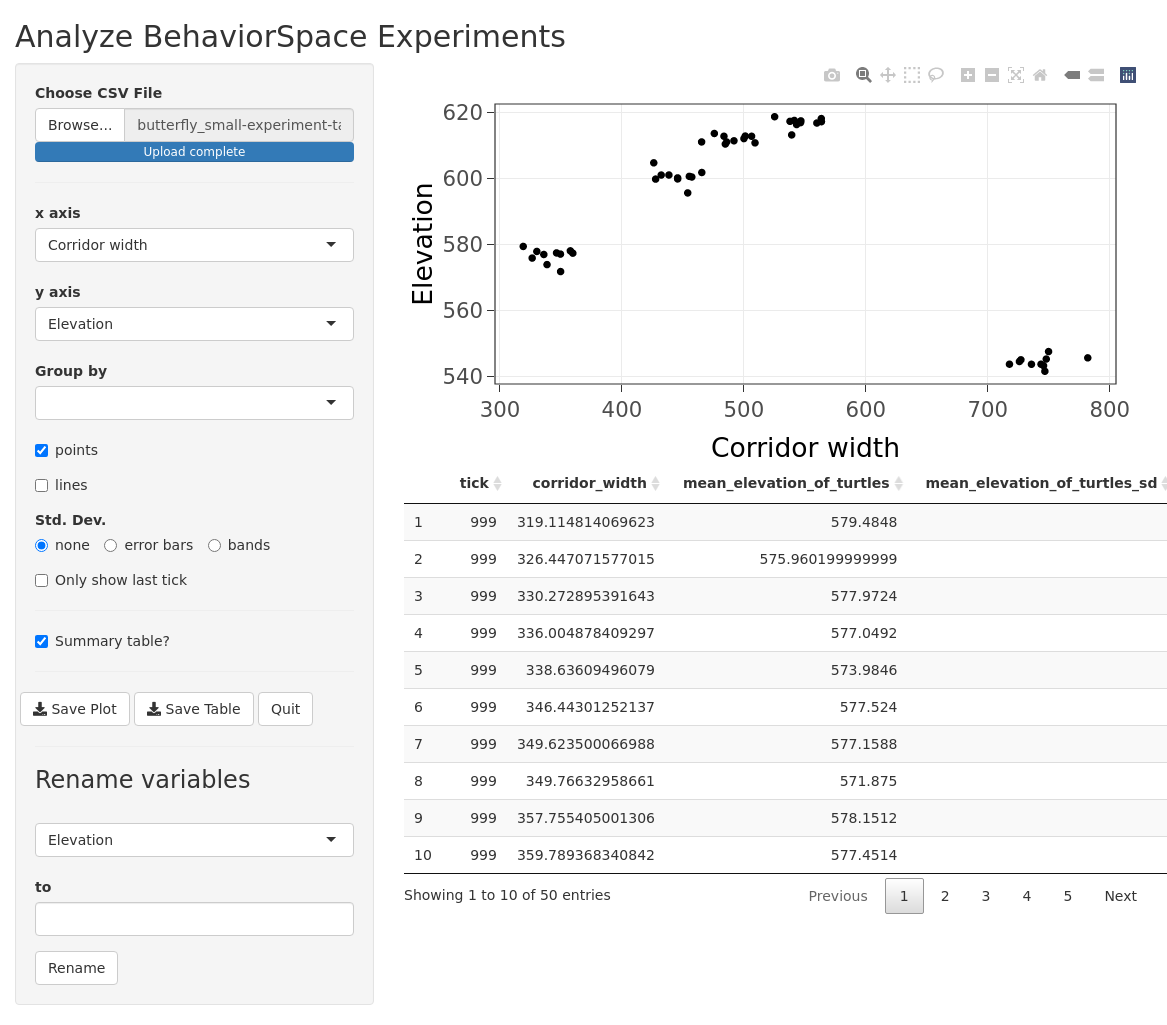 Analyze BehaviorSpace Experiments
Choose CSV File
Browse... butterfly_small-experiment-ta
Upload complete
x axis
Corridor width
y axis
Elevation
Group by
points
lines
Std. Dev.
none error bars bands
Only show last tick
Summary table?
Save Plot Save Table Quit
Rename variables
Elevation
to
Rename
620
600
580
560
540
Elevation
300 400 500 600 700 800
Corridor width
tick corridor_width mean_elevation_of_turtles mean_elevation_of_turtles_sd
1 999 319.114814069623 579.4848
2 999 326.447071577015 575.960199999999
3 999 330.272895391643 577.9724
4 999 336.004878409297 577.0492
5 999 338.63609496079 573.9846
6 999 346.44301252137 577.524
7 999 349.623500066988 577.1588
8 999 349.76632958661 571.875
9 999 357.755405001306 578.1512
10 999 359.789368340842 577.4514
Showing 1 to 10 of 50 entries Previous 1 2 3 4 5 Next